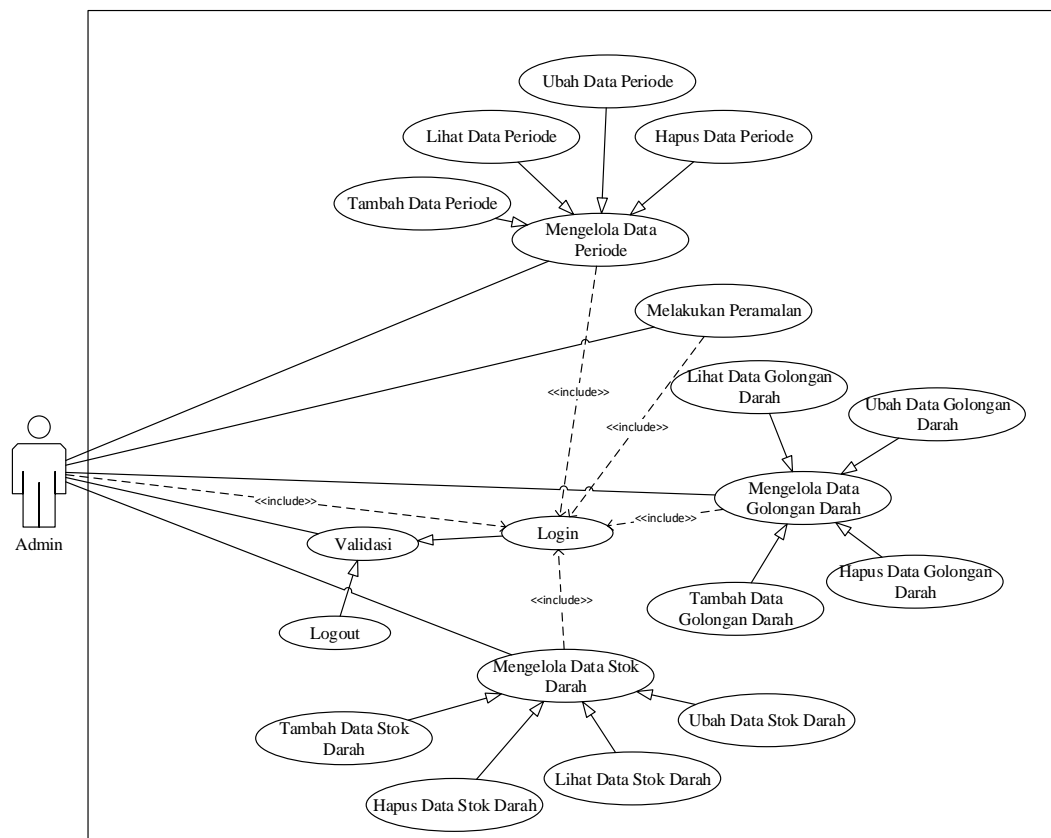 Ubah Data Periode
Lihat Data Periode
Hapus Data Periode
Tambah Data Periode
Mengelola Data
Periode
Melakukan Peramalan
<<include>>
Lihat Data Golongan
Darah
Ubah Data Golongan
Darah
<<include>>
Mengelola Data
Golongan Darah
<<include>>
<<include>>
Admin
Validasi
Login
Hapus Data Golongan
Darah
Tambah Data
Golongan Darah
<<include>>
Logout
Mengelola Data Stok
Darah
Ubah Data Stok Darah
Tambah Data Stok
Darah
Lihat Data Stok Darah
Hapus Data Stok Darah